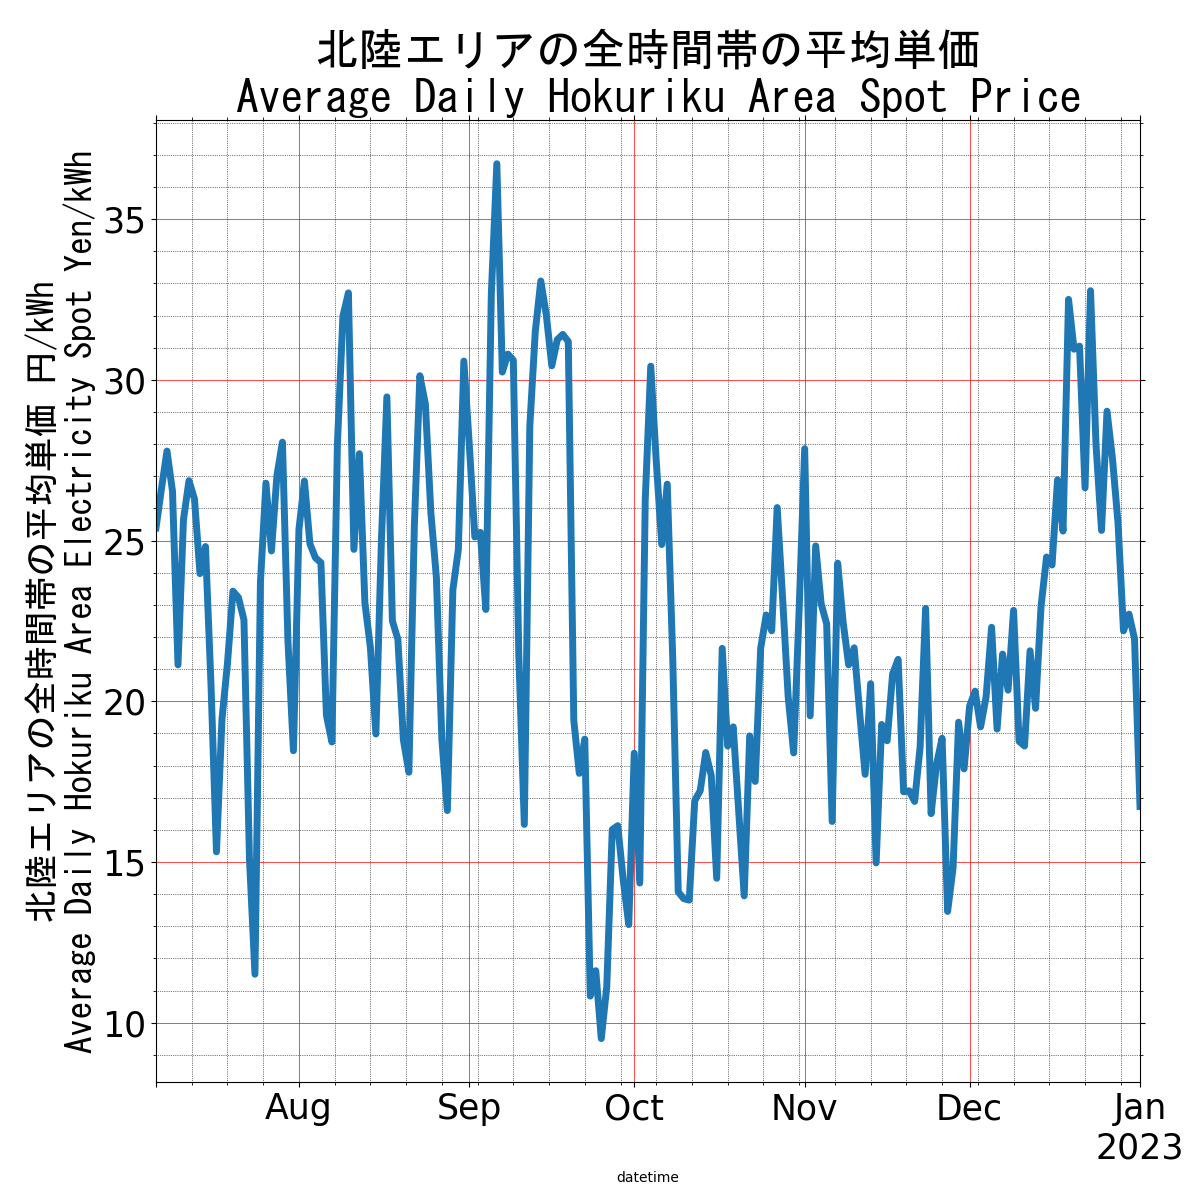 北陸エリアの全時間帯の平均単価
Average Daily Hokuriku Area Spot Price
北陸エリアの全時間帯の平均単価 円/kWh
Average Daily Hokuriku Area Electricity Spot Yen/kWh
35
30
25
20
15
10
Aug
Sep
Oct
Nov
Dec
Jan
2023
datetime